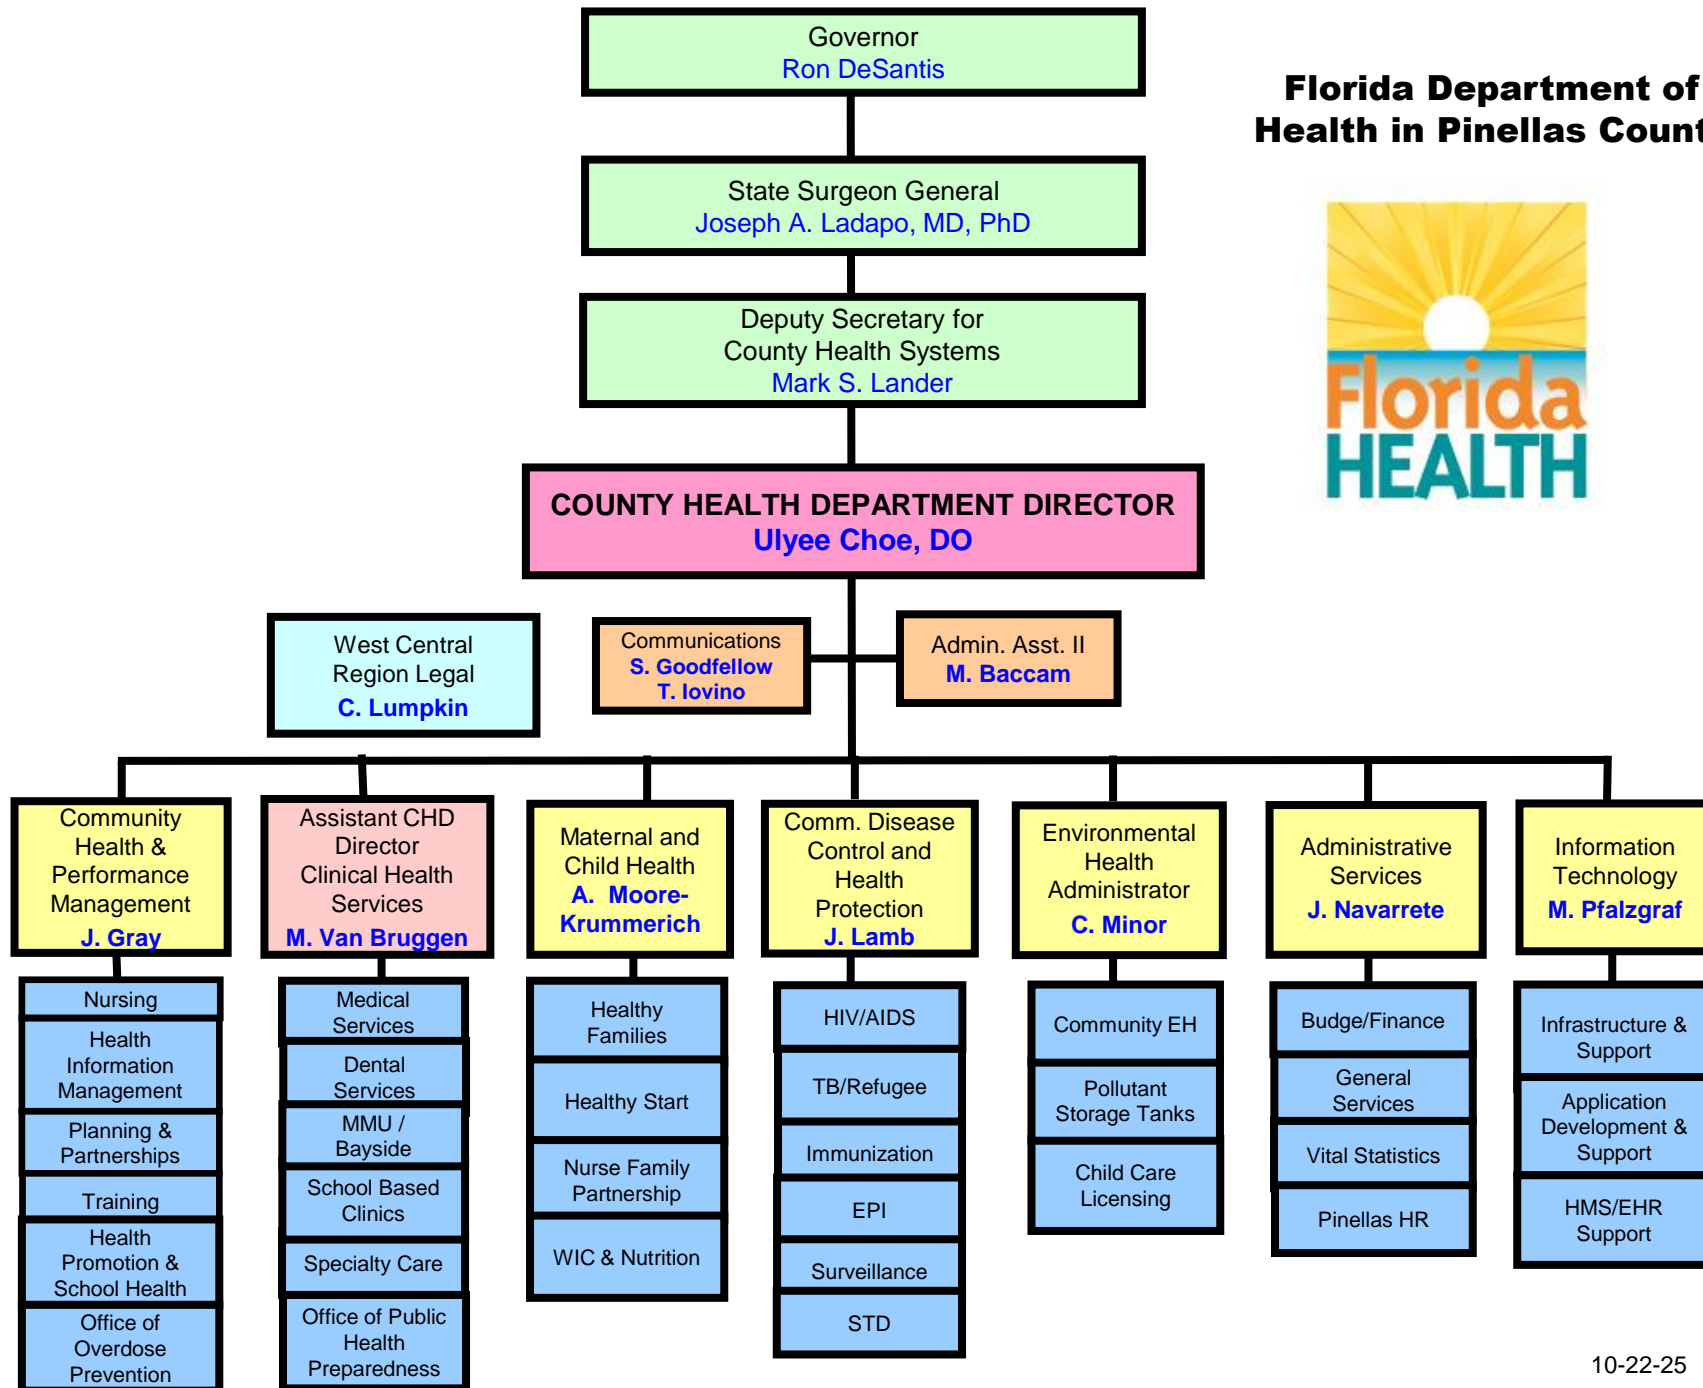 Governor
Ron DeSantis
Florida Department of
Health in Pinellas Count
State Surgeon General
Joseph A. Ladapo, MD, PhD
Deputy Secretary for
County Health Systems
Mark S. Lander
Florida
HEALTH
COUNTY HEALTH DEPARTMENT DIRECTOR
Ulyee Choe, DO
West Central
Region Legal
C. Lumpkin
Communications
S. Goodfellow
T. Iovino
Admin. Asst. II
M. Baccam
Community
Health &
Performance
Management
J. Gray
Nursing
Health
Information
Management
Planning &
Partnerships
Training
Health
Promotion &
School Health
Office of
Overdose
Prevention
Assistant CHD
Director
Clinical Health
Services
M. Van Bruggen
Medical
Services
Dental
Services
MMU /
Bayside
School Based
Clinics
Specialty Care
Office of Public
Health
Preparedness
Maternal and
Child Health
A. Moore-
Krummerich
Healthy
Families
Healthy Start
Nurse Family
Partnership
WIC & Nutrition
Comm. Disease
Control and
Health
Protection
J. Lamb
HIV/AIDS
TB/Refugee
Immunization
EPI
Surveillance
STD
Environmental
Health
Administrator
C. Minor
Community EH
Pollutant
Storage Tanks
Child Care
Licensing
Administrative
Services
J. Navarrete
Budge/Finance
General
Services
Vital Statistics
Pinellas HR
Information
Technology
M. Pfalzgraf
Infrastructure &
Support
Application
Development &
Support
HMS/EHR
Support
10-22-25